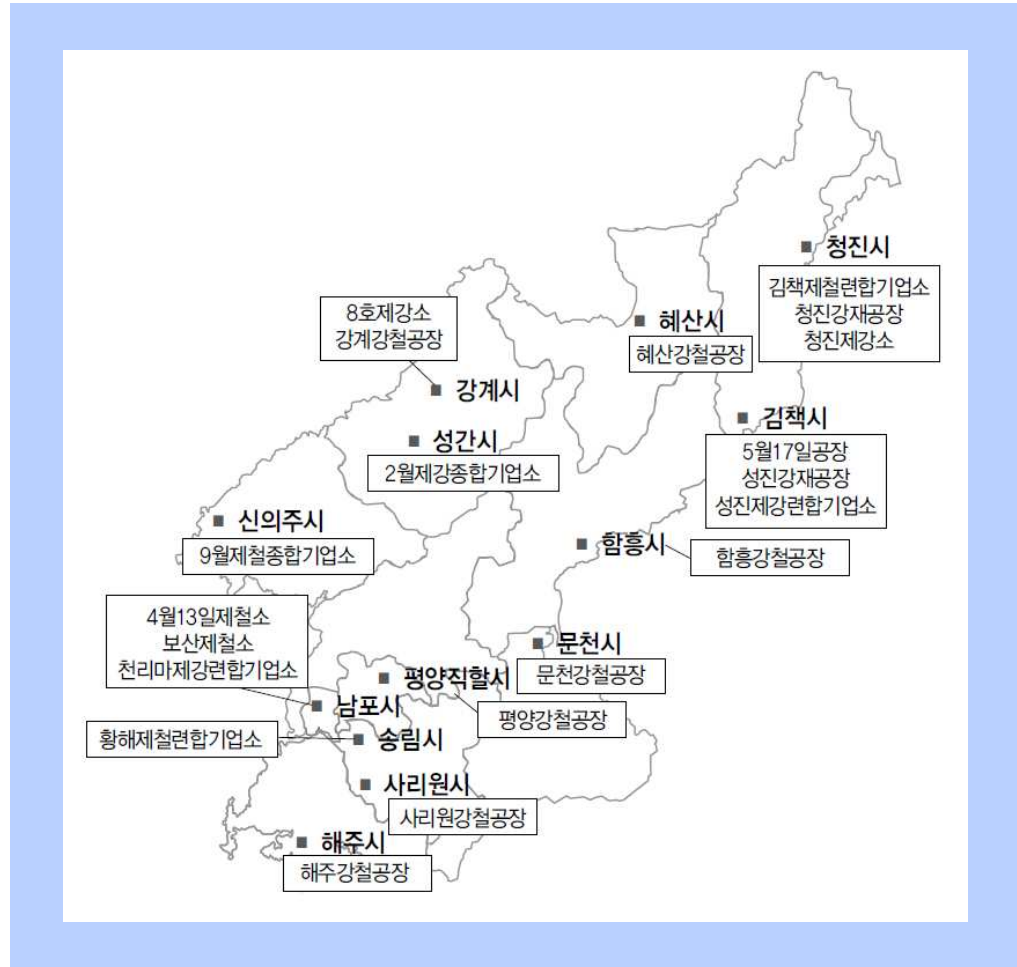 청진시
김책제철련합기업소
청진강재공장
청진제강소
혜산시
혜산강철공장
8호제강소
강계강철공장
강계시
김책시
5월17일공장
성진강재공장
성진제강련합기업소
성간시
2월제강종합기업소
신의주시
9월제철종합기업소
함흥시
함흥강철공장
4월13일제철소
보산제철소
천리마제강련합기업소
문천시
문천강철공장
평양직할서
평양강철공장
남포시
황해제철련합기업소
송림시
사리원시
사리원강철공장
해주시
해주강철공장